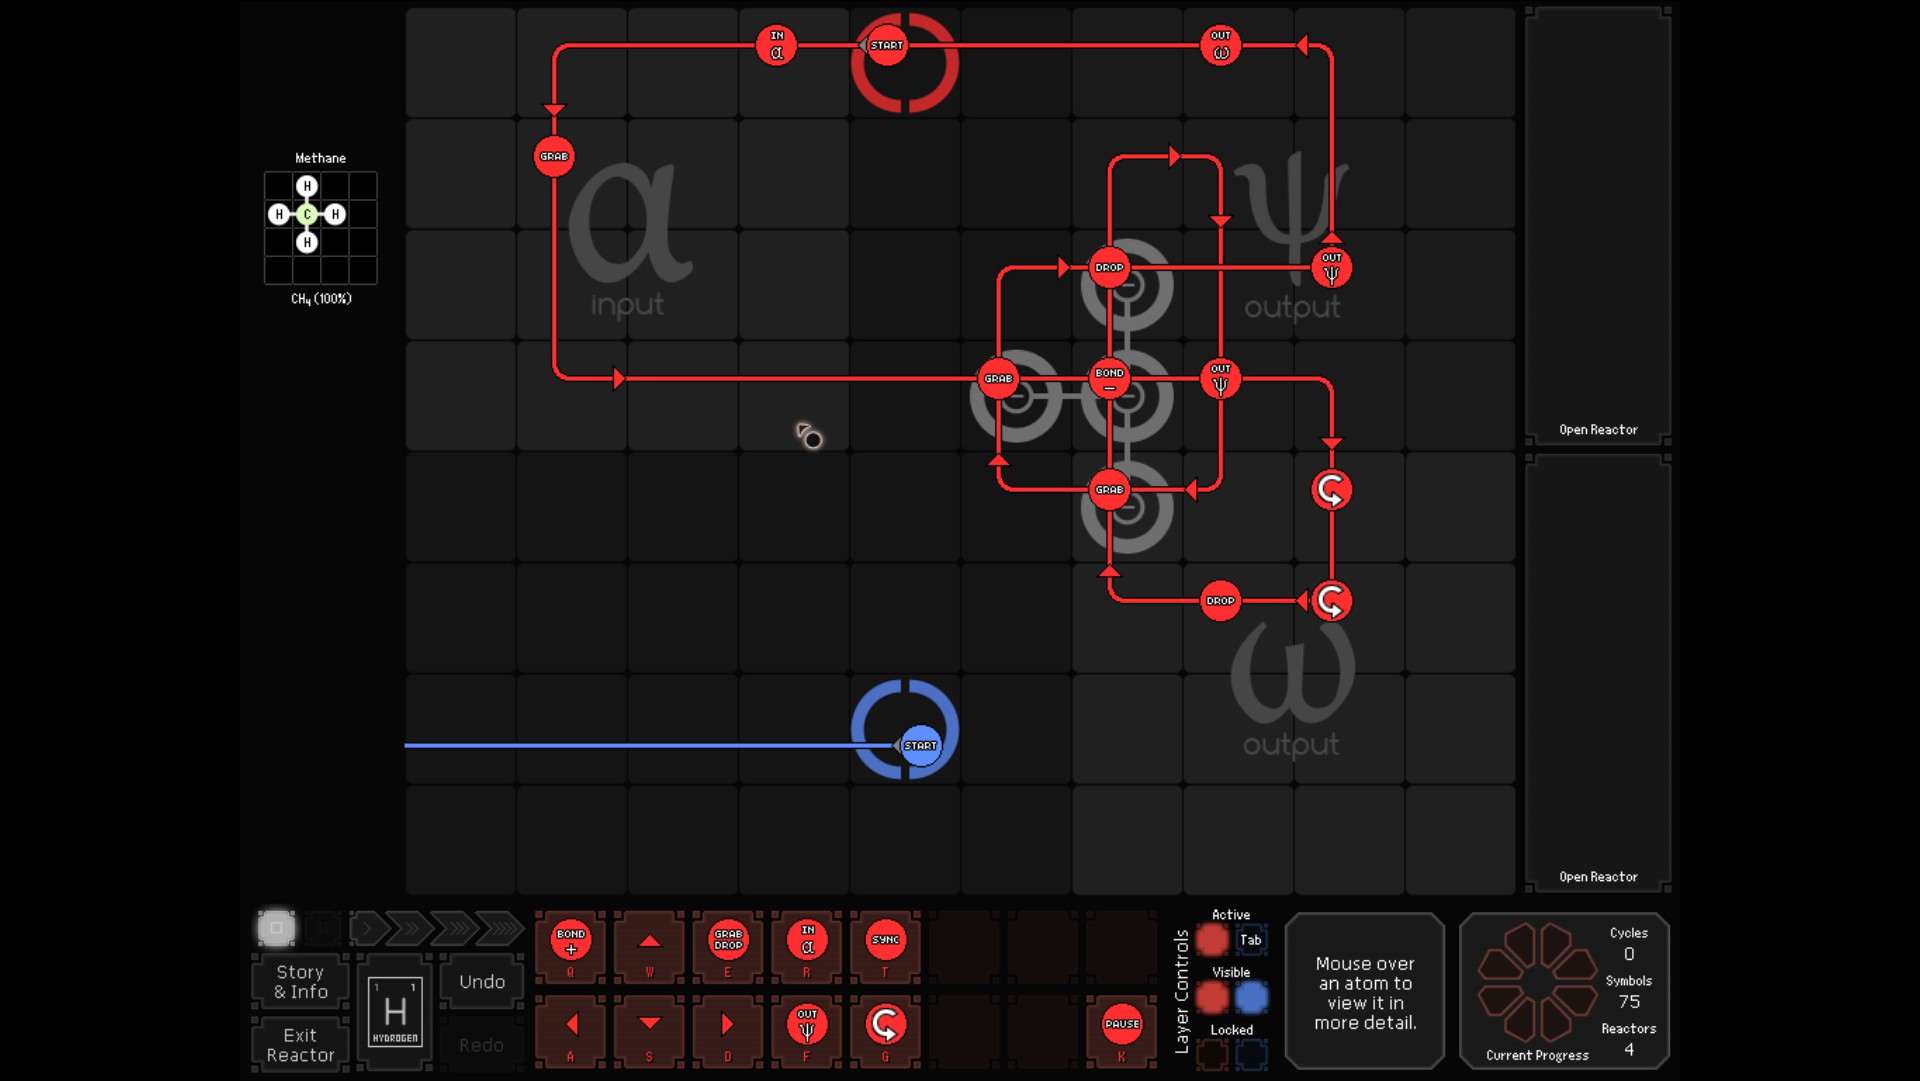 IN
α
START
OUT
ω
Methane
H
H
C
H
H
CH₄ (100%)
GRAB
α
input
ψ
output
DROP
OUT
ψ
GRAB
BOND
−
OUT
ψ
GRAB
DROP
ω
output
START
Open Reactor
Open Reactor
Story
& Info
Exit
Reactor
1 1
H
HYDROGEN
Undo
Redo
BOND
+
Q
W
GRAB
DROP
E
IN
α
R
SYNC
T
A
S
D
OUT
ψ
F
G
PAUSE
K
Layer Controls
Active
Tab
Visible
Locked
Mouse over
an atom to
view it in
more detail.
Current Progress
Cycles
0
Symbols
75
Reactors
4